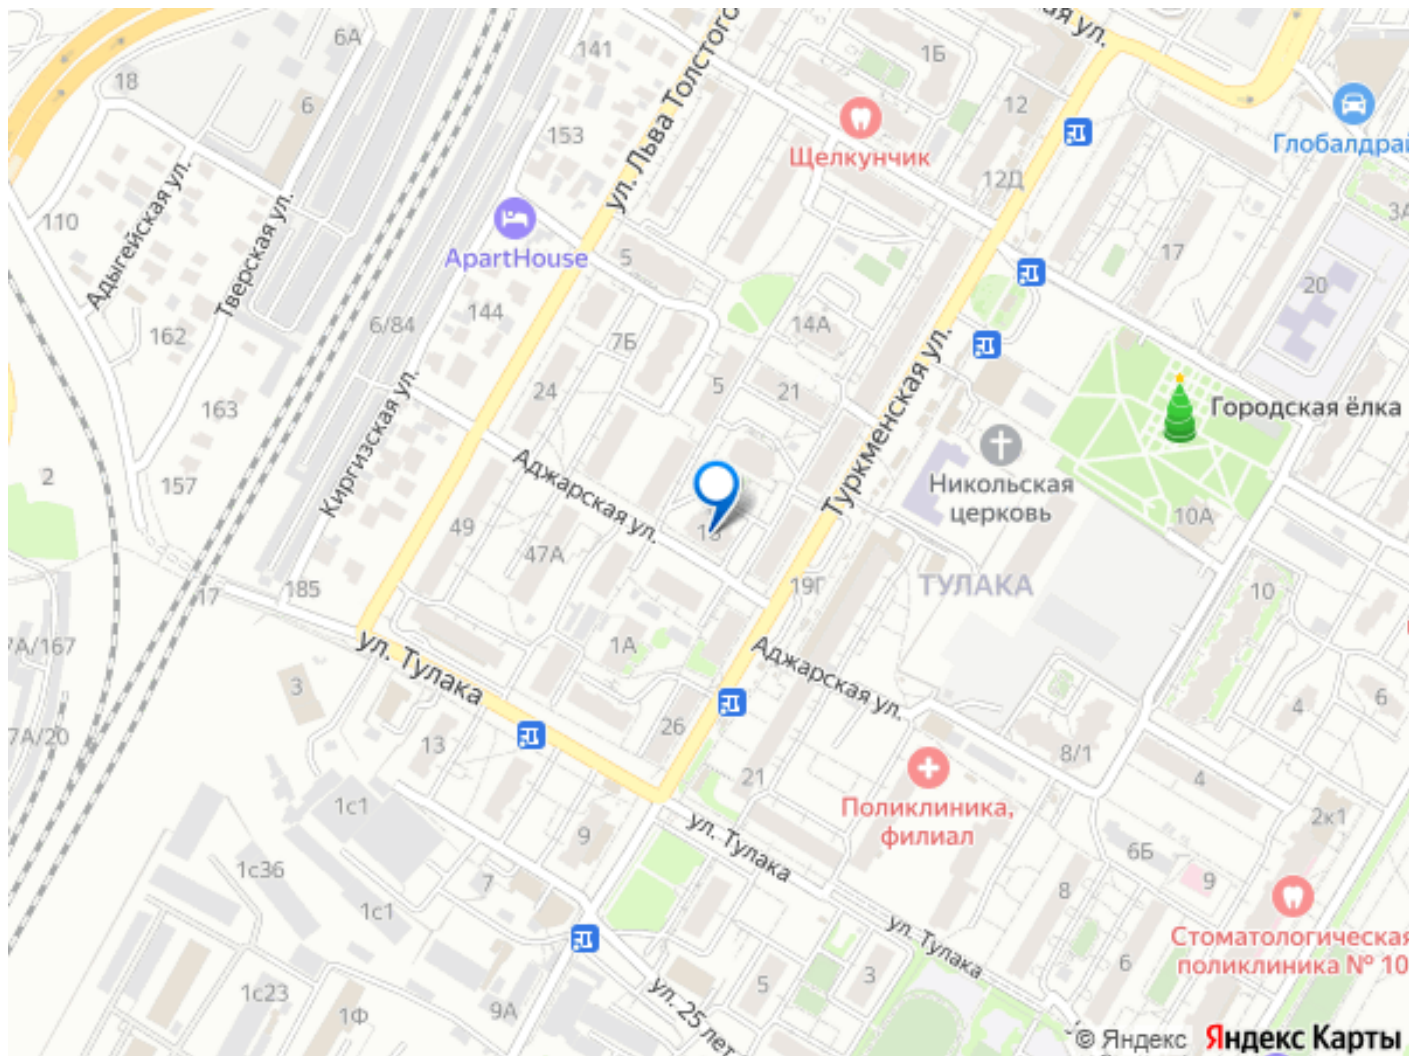 6А
141
ул. Льва Толстого
1Б
18
6
153
Щелкунчик
12
12Д
Глобалдрай
3А
110
Адыгейская ул.
Тверская ул.
ApartHouse
5
17
20
162
6/84
144
7Б
14А
163
24
5
21
Туркменская ул.
Городская ёлка
2
157
Киргизская ул.
Аджарская ул.
Никольская
церковь
10А
49
47А
19Г
ТУЛАКА
17
185
10
7А/167
ул. Тулака
1А
Аджарская ул.
3
6
4
7А/20
13
26
8/1
21
4
Поликлиника,
филиал
1с1
9
ул. Тулака
2к1
6Б
1с36
7
8
9
1с1
ул. Тулака
Стоматологическая
поликлиника № 10
6
3
5
1с23
9А
1Ф
ул. 25 лет
© Яндекс
Яндекс Карты